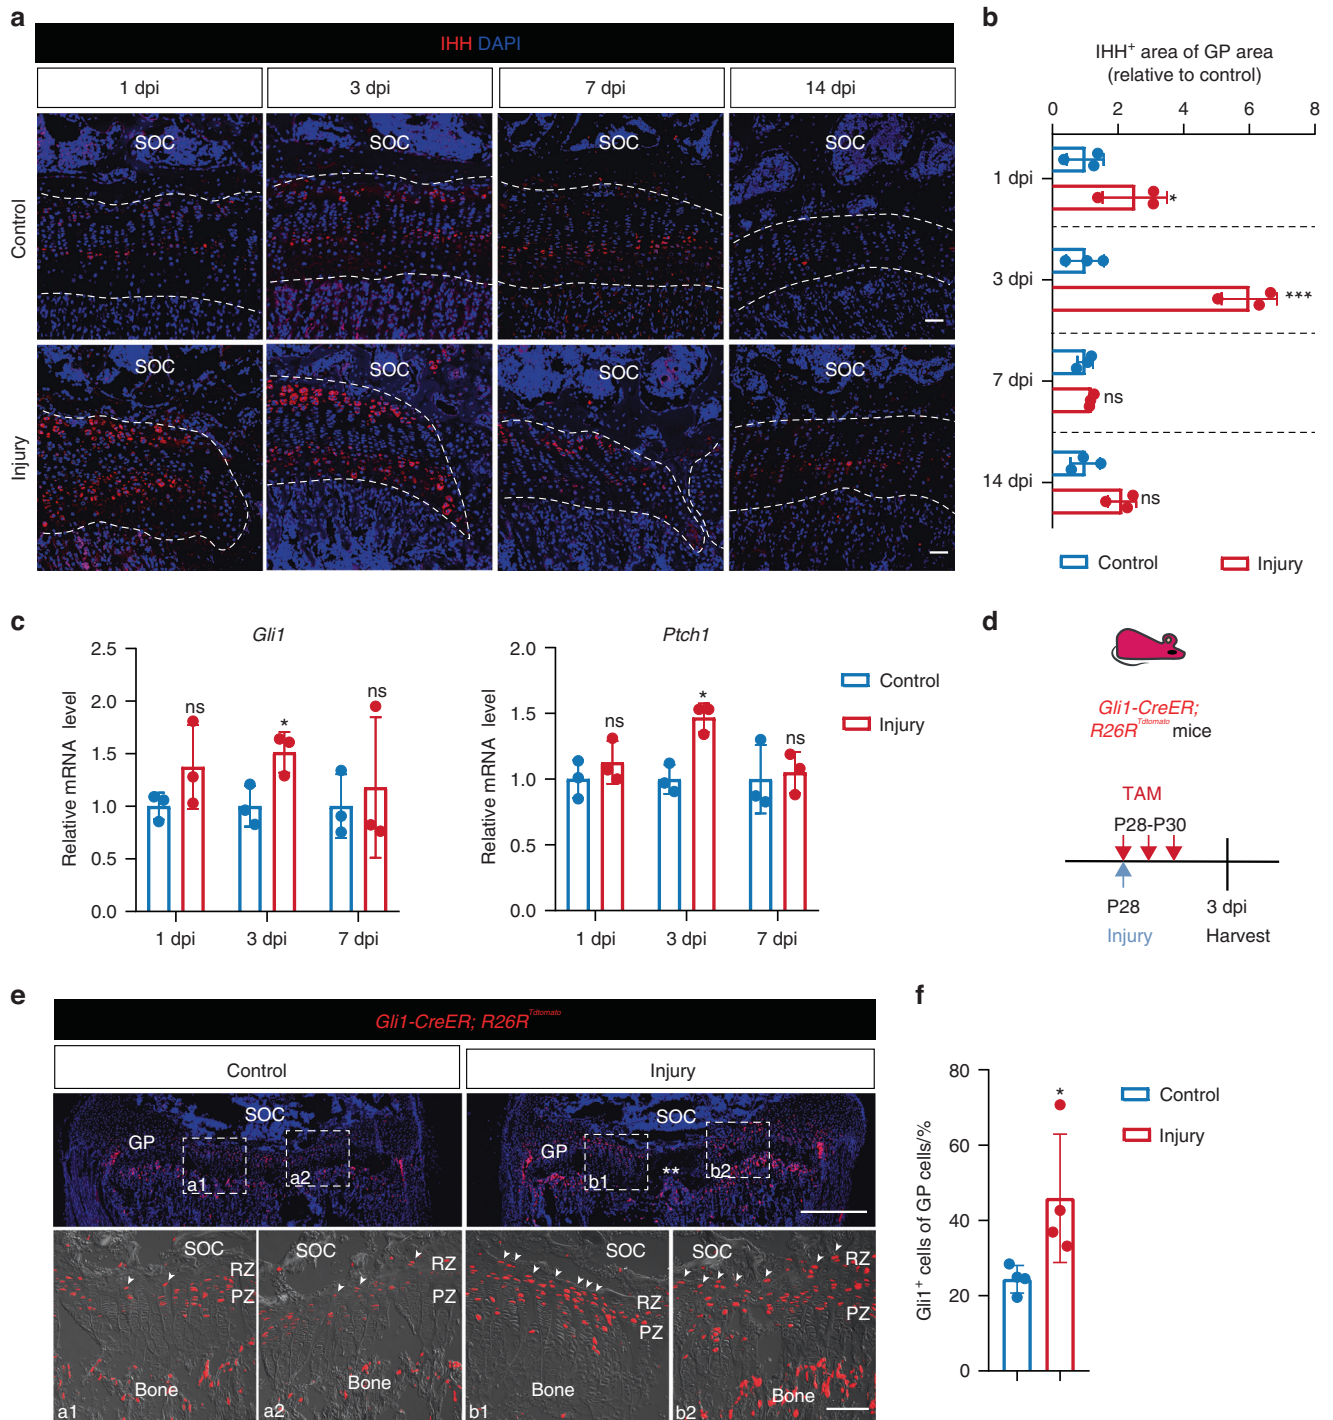 a
IHH DAPI
1 dpi
3 dpi
7 dpi
14 dpi
Control
SOC
SOC
SOC
SOC
Injury
SOC
SOC
SOC
SOC
b
IHH+ area of GP area
(relative to control)
0 2 4 6 8
1 dpi
*
3 dpi
***
7 dpi
ns
14 dpi
ns
Control
Injury
c
Gli1
Relative mRNA level
2.5
2.0
1.5
1.0
0.5
0.0
ns
*
ns
1 dpi
3 dpi
7 dpi
Ptch1
Relative mRNA level
2.0
1.5
1.0
0.5
0.0
ns
*
ns
1 dpi
3 dpi
7 dpi
Control
Injury
d
Gli1-CreER;
R26RTdtomato mice
TAM
P28-P30
P28
Injury
3 dpi
Harvest
e
Gli1-CreER; R26RTdtomato
Control
Injury
SOC
GP
a1
a2
SOC
GP
b1
**
b2
SOC
RZ
PZ
Bone
a1
SOC
RZ
PZ
Bone
a2
SOC
RZ
PZ
Bone
b1
SOC
RZ
PZ
Bone
b2
f
Gli1+ cells of GP cells/%
80
60
40
20
0
*
Control
Injury